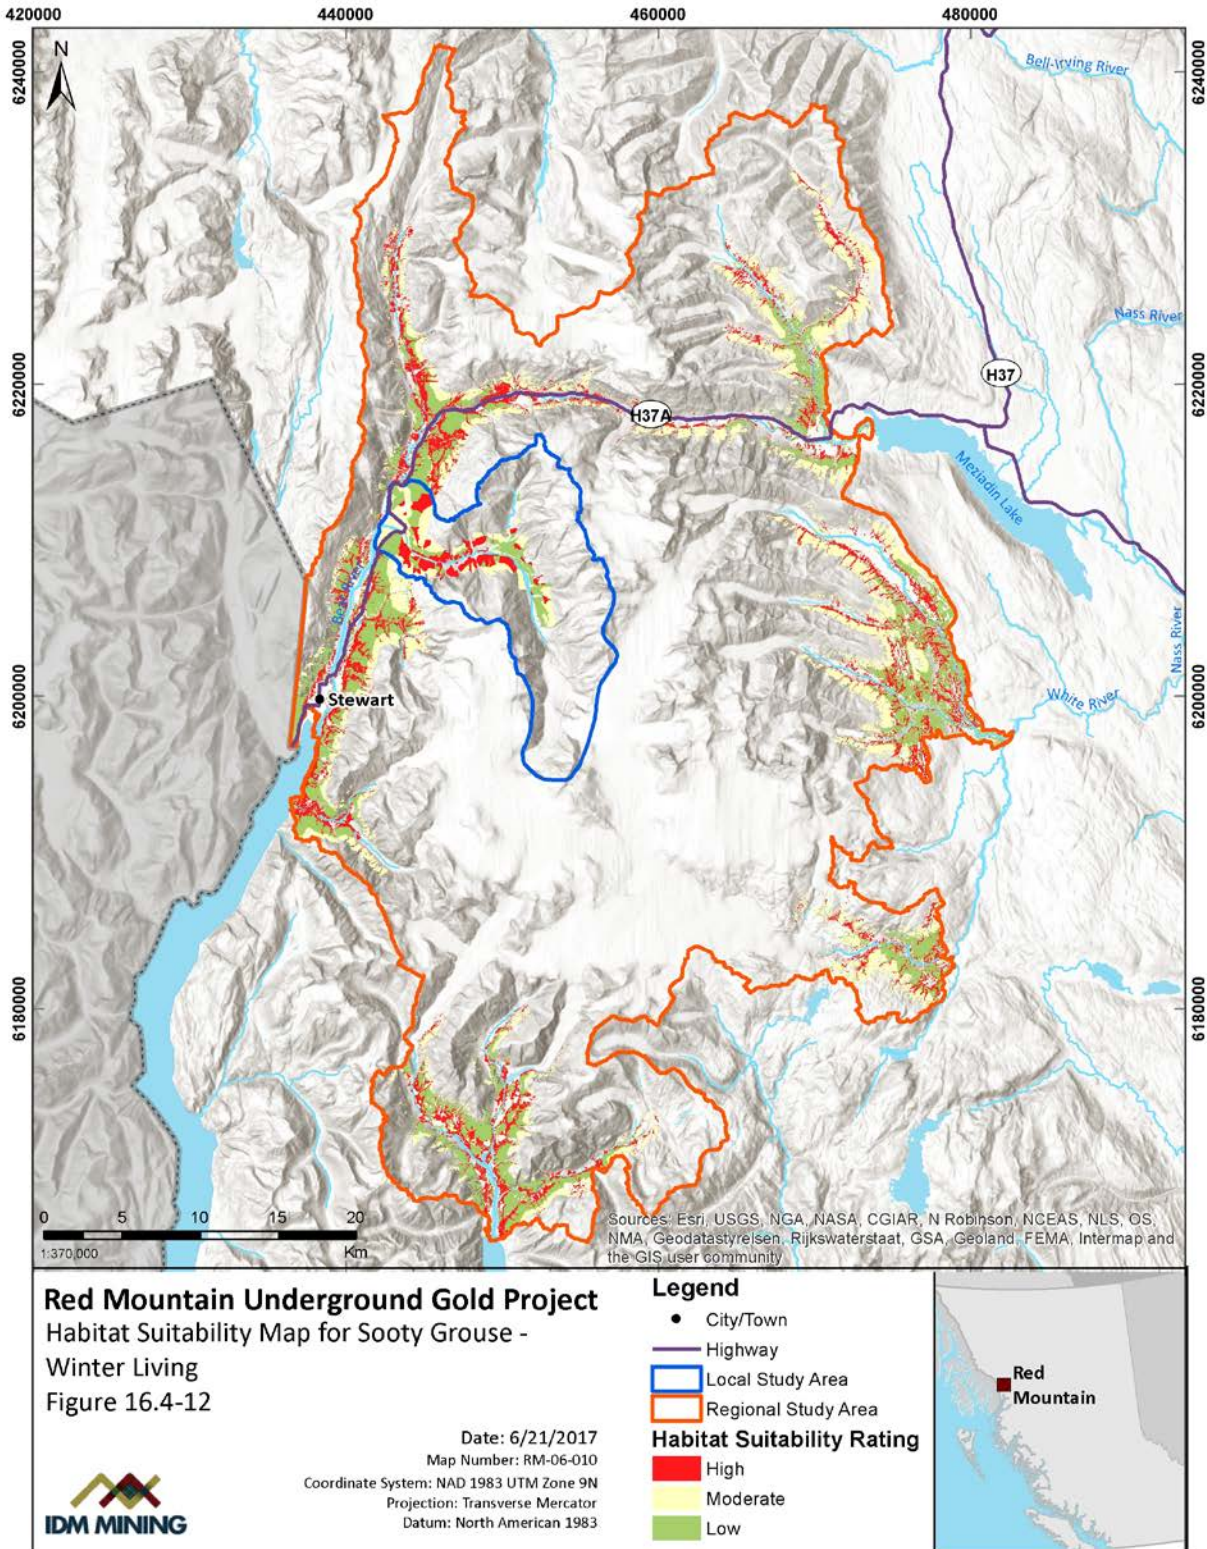 420000 440000 460000 480000
N
6240000
6240000
Bell-Irving River
Nass River
6220000
6220000
H37
H37A
Meziadin Lake
Bear River
Nass River
6200000
6200000
White River
Stewart
6180000
6180000
0 5 10 15 20
1:370,000 Km
Sources: Esri, USGS, NGA, NASA, CGIAR, N Robinson, NCEAS, NLS, OS,
NMA, Geodatastyrelsen, Rijkswaterstaat, GSA, Geoland, FEMA, Intermap and
the GIS user community
Red Mountain Underground Gold Project
Habitat Suitability Map for Sooty Grouse -
Winter Living
Figure 16.4-12
Date: 6/21/2017
Map Number: RM-06-010
Coordinate System: NAD 1983 UTM Zone 9N
Projection: Transverse Mercator
Datum: North American 1983
IDM MINING
Legend
City/Town
Highway
Local Study Area
Regional Study Area
Habitat Suitability Rating
High
Moderate
Low
Red
Mountain